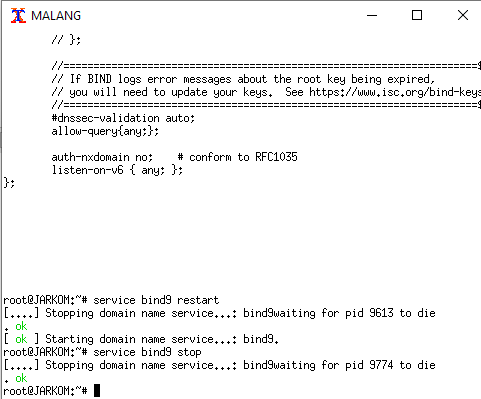 MALANG
// };
//========================================================================$
// If BIND logs error messages about the root key being expired,
// you will need to update your keys.  See https://www.isc.org/bind-keys
//========================================================================$
#dnssec-validation auto;
allow-query{any;};
auth-nxdomain no;    # conform to RFC1035
listen-on-v6 { any; };
};
root@JARKOM:~# service bind9 restart
[....] Stopping domain name service...: bind9waiting for pid 9613 to die
. ok
[ ok ] Starting domain name service...: bind9.
root@JARKOM:~# service bind9 stop
[....] Stopping domain name service...: bind9waiting for pid 9774 to die
. ok
root@JARKOM:~#